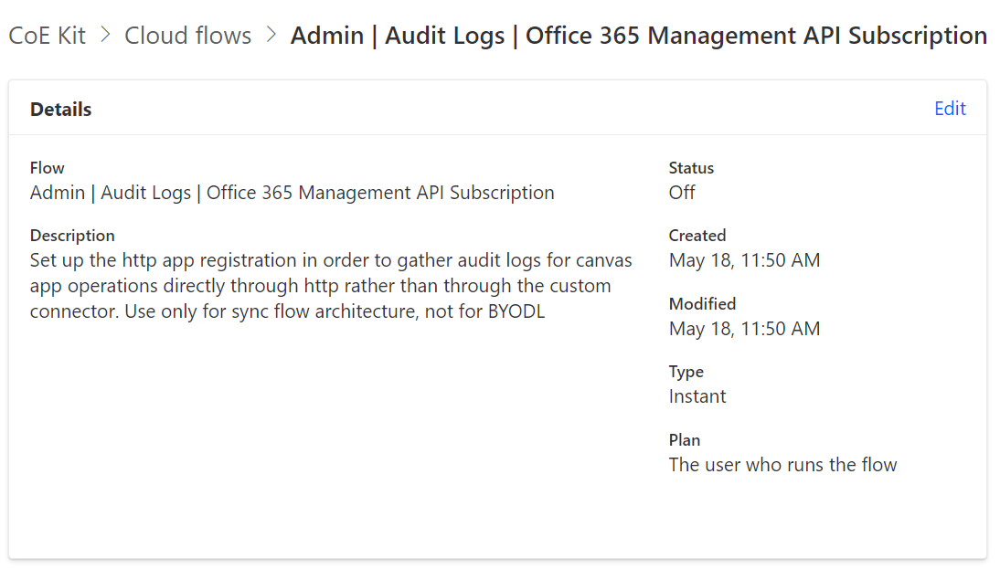 CoE Kit > Cloud flows > Admin | Audit Logs | Office 365 Management API Subscription
Details
Edit
Flow
Admin | Audit Logs | Office 365 Management API Subscription
Description
Set up the http app registration in order to gather audit logs for canvas
app operations directly through http rather than through the custom
connector. Use only for sync flow architecture, not for BYODL
Status
Off
Created
May 18, 11:50 AM
Modified
May 18, 11:50 AM
Type
Instant
Plan
The user who runs the flow